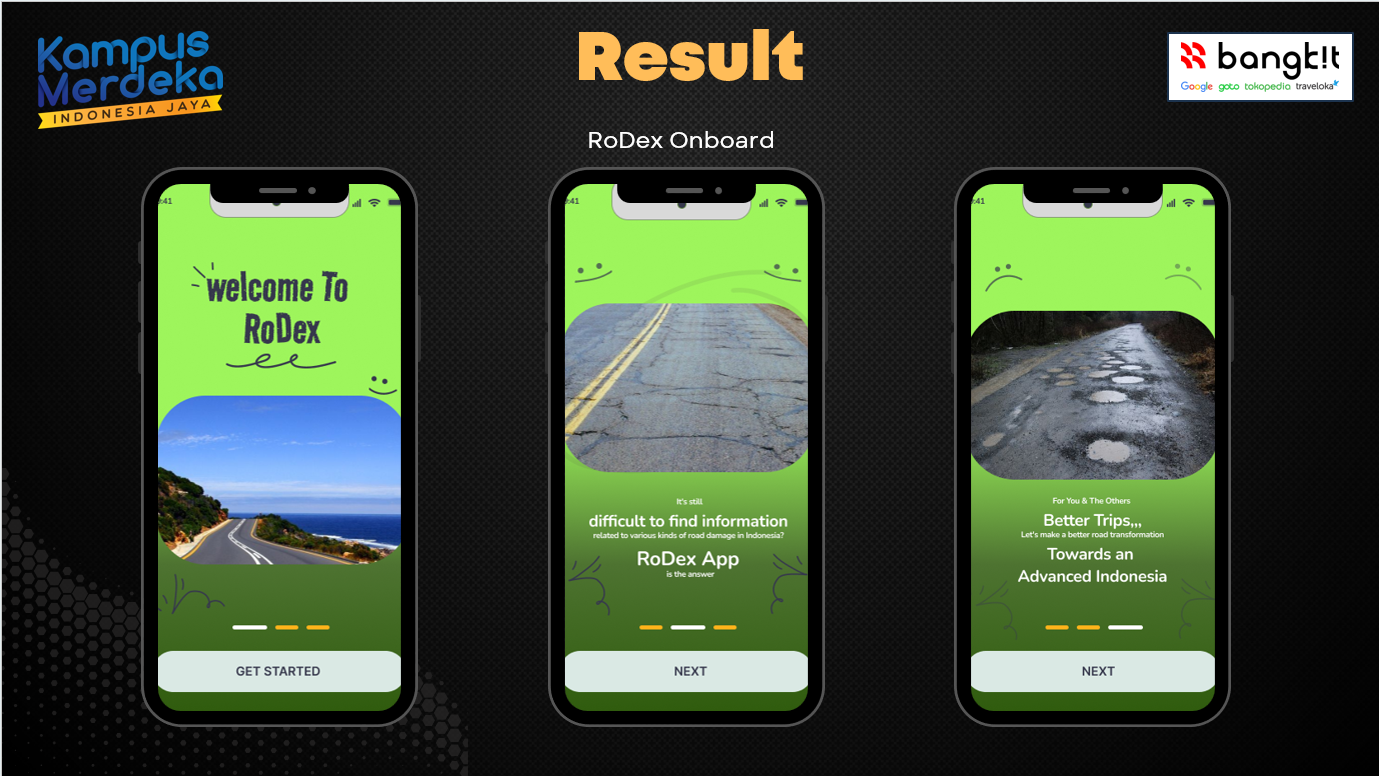 Kampus
Merdeka
INDONESIA JAYA
Result
bangk!t
Google goto tokopedia traveloka
RoDex Onboard
:41
welcome To
RoDex
GET STARTED
:41
It's still
difficult to find information
related to various kinds of road damage in Indonesia?
RoDex App
is the answer
NEXT
:41
For You & The Others
Better Trips,,,
Let's make a better road transformation
Towards an
Advanced Indonesia
NEXT